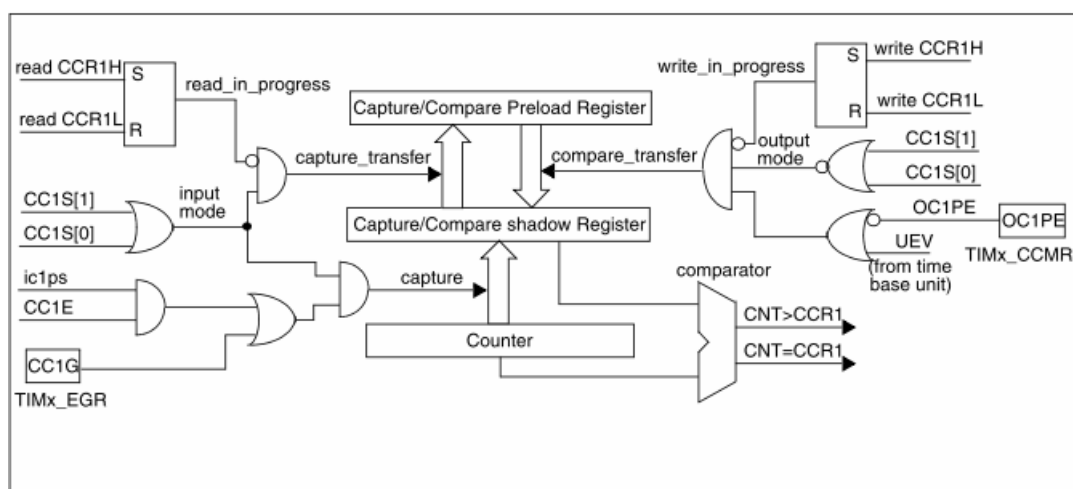 read CCR1H
S
read_in_progress
read CCR1L
R
Capture/Compare Preload Register
write_in_progress
S
write CCR1H
R
write CCR1L
capture_transfer
compare_transfer
output
mode
CC1S[1]
CC1S[0]
CC1S[1]
CC1S[0]
input
mode
Capture/Compare shadow Register
OC1PE
OC1PE
UEV
TIMx_CCMR
(from time
base unit)
ic1ps
CC1E
capture
comparator
CC1G
TIMx_EGR
Counter
CNT>CCR1
CNT=CCR1